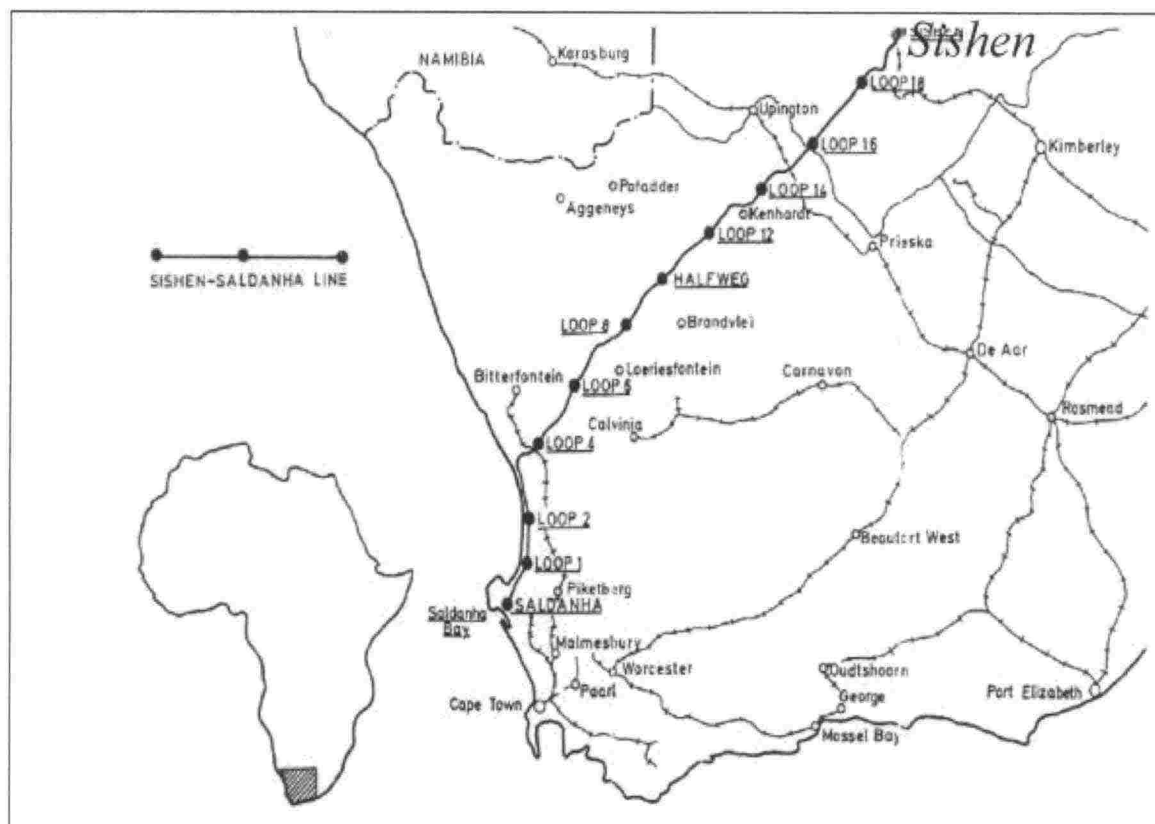 Sishen
Karasburg
NAMIBIA
LOOP 18
Upington
LOOP 16
Kimberley
Pofadder
Aggeneys
LOOP 14
Kenhardt
LOOP 12
Prieska
SISHEN-SALDANHA LINE
HALFWEG
LOOP 8
Brandvlei
De Aar
Loeriesfontein
Bitterfontein
LOOP 6
Carnavon
Rosmead
Calvinia
LOOP 4
LOOP 2
Beaufort West
LOOP 1
Piketberg
SALDANHA
Saldanha
Bay
Malmesbury
Worcester
Oudtshoorn
Paarl
Port Elizabeth
George
Cape Town
Mossel Bay